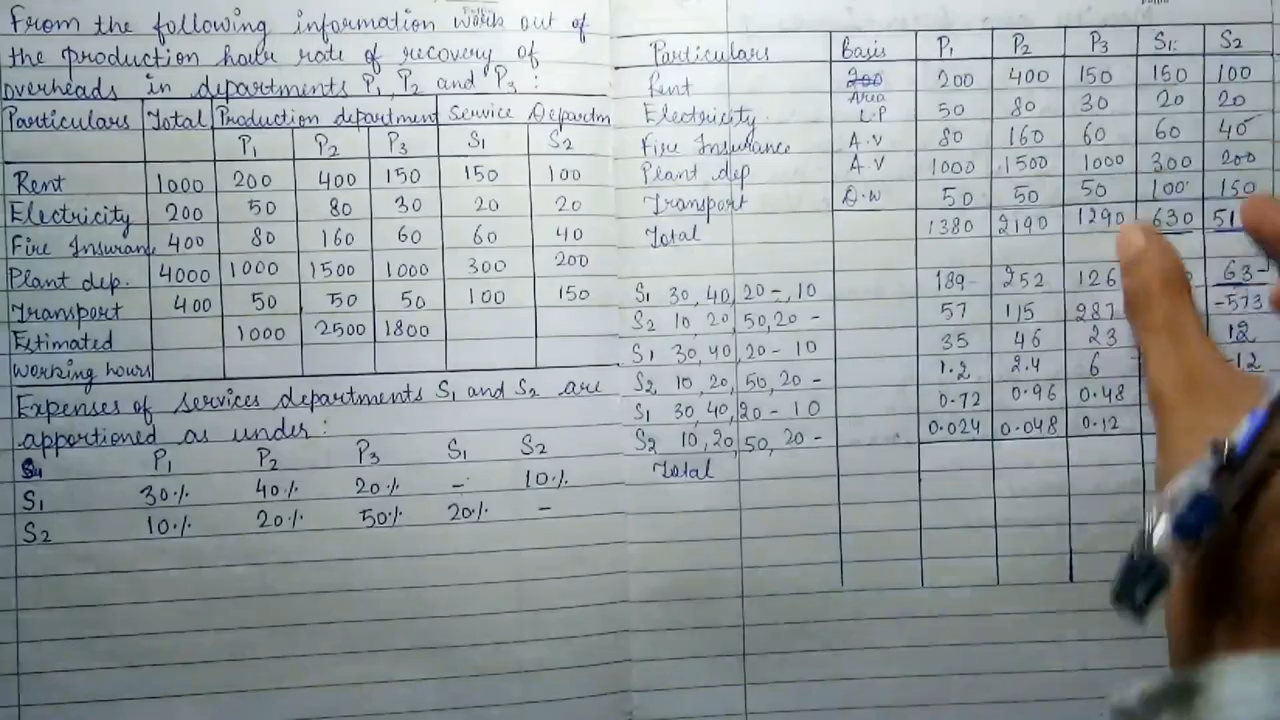 From the following information work out of
the production hour rate of recovery of
overheads in departments P1, P2 and P3 :
Particulars Total Production department Service Departm
P1 P2 P3 S1 S2
Rent 1000 200 400 150 150 100
Electricity 200 50 80 30 20 20
Fire Insuran 400 80 160 60 60 40
Plant dep. 4000 1000 1500 1000 300 200
Transport 400 50 50 50 100 150
Estimated 1000 2500 1800
Working hours
Expenses of services departments S1 and S2 are
apportioned as under :
P1 P2 P3 S1 S2
S1 30% 40% 20% - 10%
S2 10% 20% 50% 20% -
Particulars Basis P1 P2 P3 S1 S2
Rent Area 200 400 150 150 100
Electricity L.P 50 80 30 20 20
Fire Insurance A.V 80 160 60 60 40
Plant dep A.V 1000 1500 1000 300 200
Transport D.W 50 50 50 100 150
Total 1380 2190 1290 630 51
S1 30, 40, 20 -, 10 189 252 126 63
S2 10 20, 50, 20 - 57 115 287 -573
S1 30, 40, 20 - 10 35 46 23 12
S2 10, 20, 50, 20 - 1.2 2.4 6 -12
S1 30, 40, 20 - 10 0.72 0.96 0.48
S2 10, 20, 50, 20 - 0.024 0.048 0.12
Total